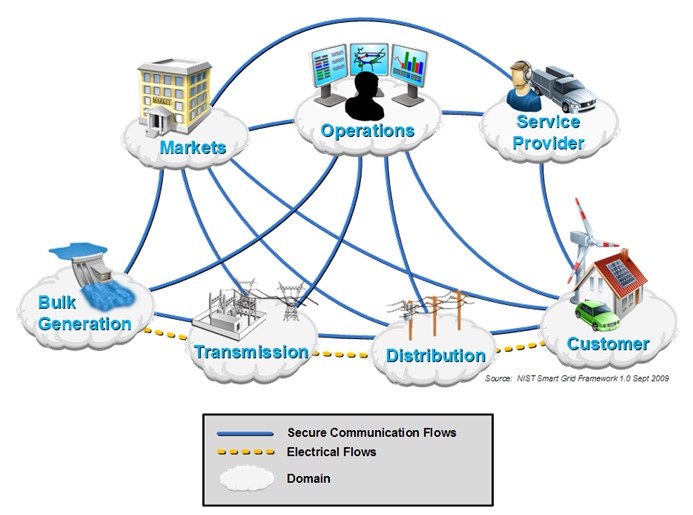 MARKET
Markets
Operations
Service
Provider
Bulk
Generation
Transmission
Distribution
Customer
Source: NIST Smart Grid Framework 1.0 Sept 2009
Secure Communication Flows
Electrical Flows
Domain